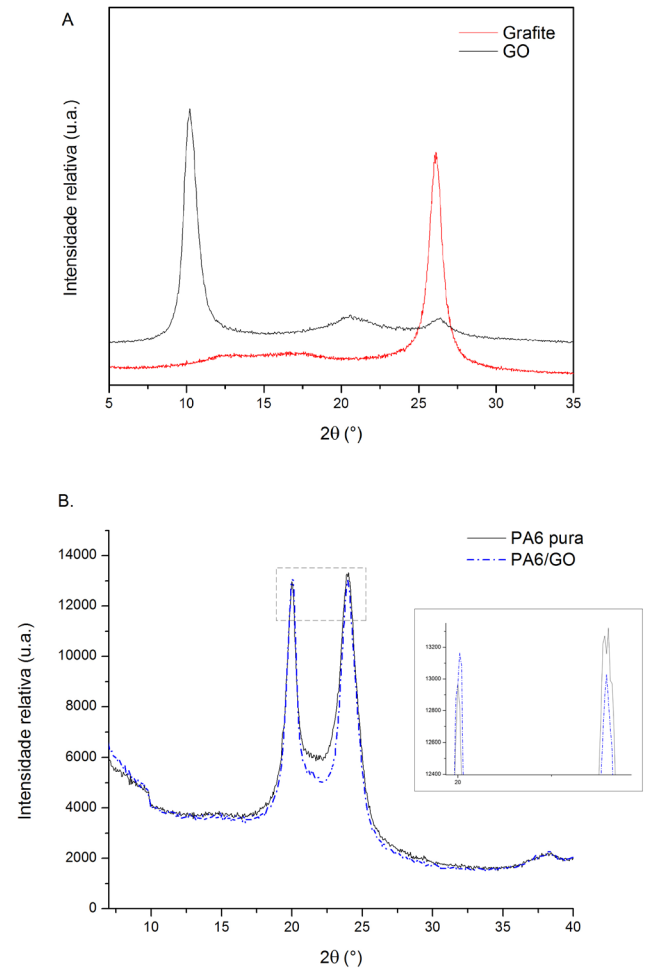 A
Grafite
GO
Intensidade relativa (u.a.)
5 10 15 20 25 30 35
2θ (°)
B.
PA6 pura
PA6/GO
Intensidade relativa (u.a.)
14000
12000
10000
8000
6000
4000
2000
0
10 15 20 25 30 35 40
2θ (°)
13200
13000
12800
12600
12400
20